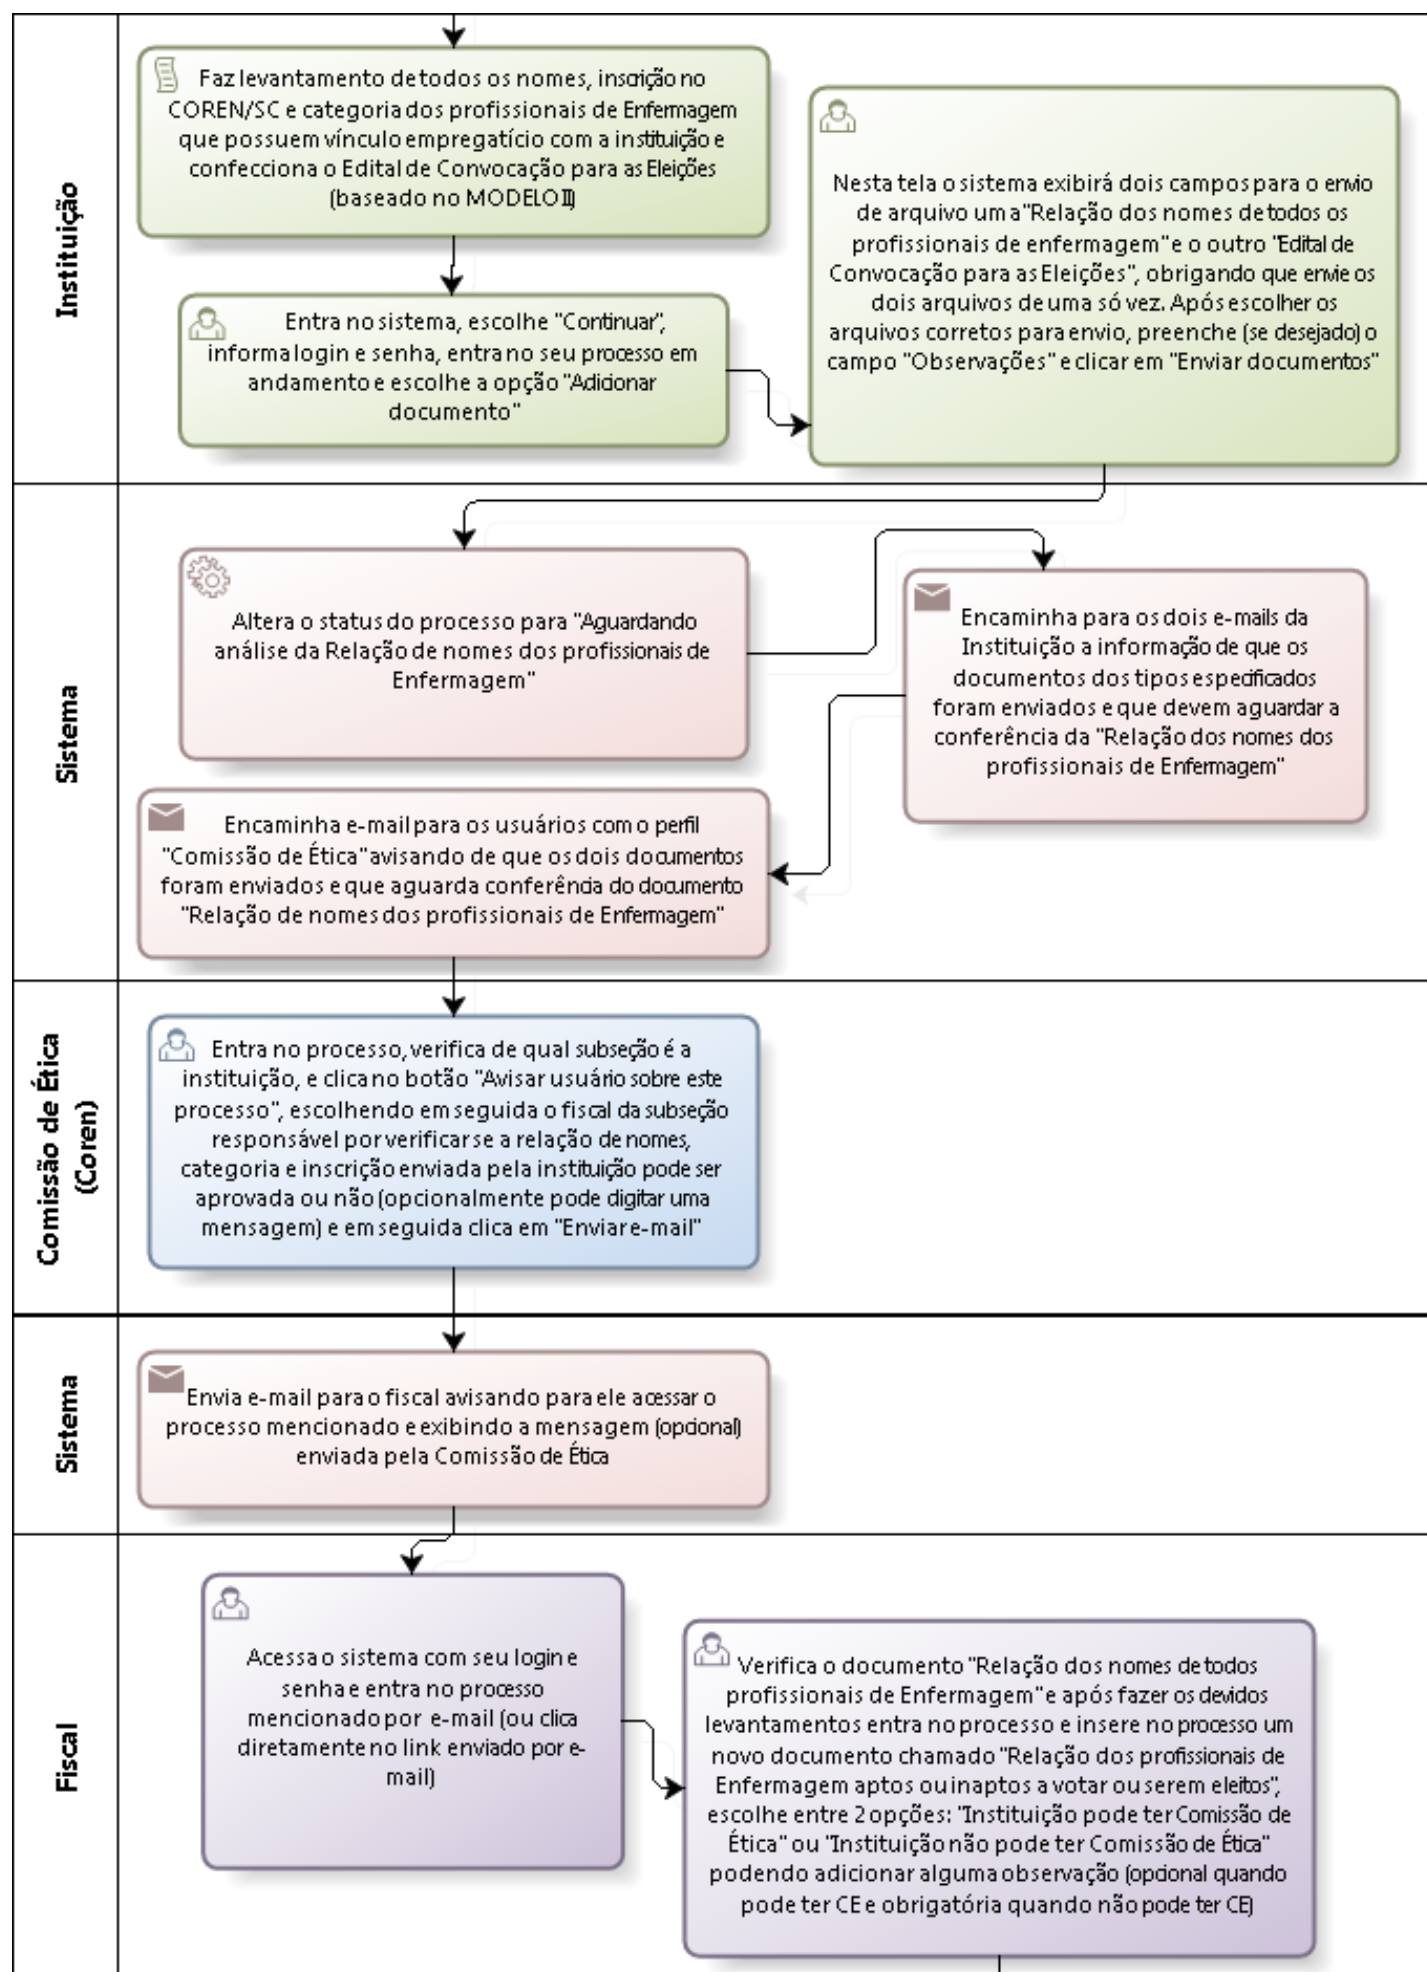 Instituição
Faz levantamento de todos os nomes, inscrição no
COREN/SC e categoria dos profissionais de Enfermagem
que possuem vínculo empregatício com a instituição e
confecciona o Edital de Convocação para as Eleições
(baseado no MODELO II)
Entra no sistema, escolhe "Continuar",
informa login e senha, entra no seu processo em
andamento e escolhe a opção "Adicionar
documento"
Nesta tela o sistema exibirá dois campos para o envio
de arquivo uma "Relação dos nomes de todos os
profissionais de enfermagem" e o outro "Edital de
Convocação para as Eleições", obrigando que envie os
dois arquivos de uma só vez. Após escolher os
arquivos corretos para envio, preenche (se desejado) o
campo "Observações" e clicar em "Enviar documentos"
Sistema
Altera o status do processo para "Aguardando
análise da Relação de nomes dos profissionais de
Enfermagem"
Encaminha para os dois e-mails da
Instituição a informação de que os
documentos dos tipos especificados
foram enviados e que devem aguardar a
conferência da "Relação dos nomes dos
profissionais de Enfermagem"
Encaminha e-mail para os usuários com o perfil
"Comissão de Ética" avisando de que os dois documentos
foram enviados e que aguarda conferência do documento
"Relação de nomes dos profissionais de Enfermagem"
Comissão de Ética
(Coren)
Entra no processo, verifica de qual subseção é a
instituição, e clica no botão "Avisar usuário sobre este
processo", escolhendo em seguida o fiscal da subseção
responsável por verificar se a relação de nomes,
categoria e inscrição enviada pela instituição pode ser
aprovada ou não (opcionalmente pode digitar uma
mensagem) e em seguida clica em "Enviar e-mail"
Sistema
Envia e-mail para o fiscal avisando para ele acessar o
processo mencionado e exibindo a mensagem (opcional)
enviada pela Comissão de Ética
Fiscal
Acessa o sistema com seu login e
senha e entra no processo
mencionado por e-mail (ou clica
diretamente no link enviado por e-
mail)
Verifica o documento "Relação dos nomes de todos
profissionais de Enfermagem" e após fazer os devidos
levantamentos entra no processo e insere no processo um
novo documento chamado "Relação dos profissionais de
Enfermagem aptos ou inaptos a votar ou serem eleitos",
escolhe entre 2 opções: "Instituição pode ter Comissão de
Ética" ou "Instituição não pode ter Comissão de Ética"
podendo adicionar alguma observação (opcional quando
pode ter CE e obrigatória quando não pode ter CE)